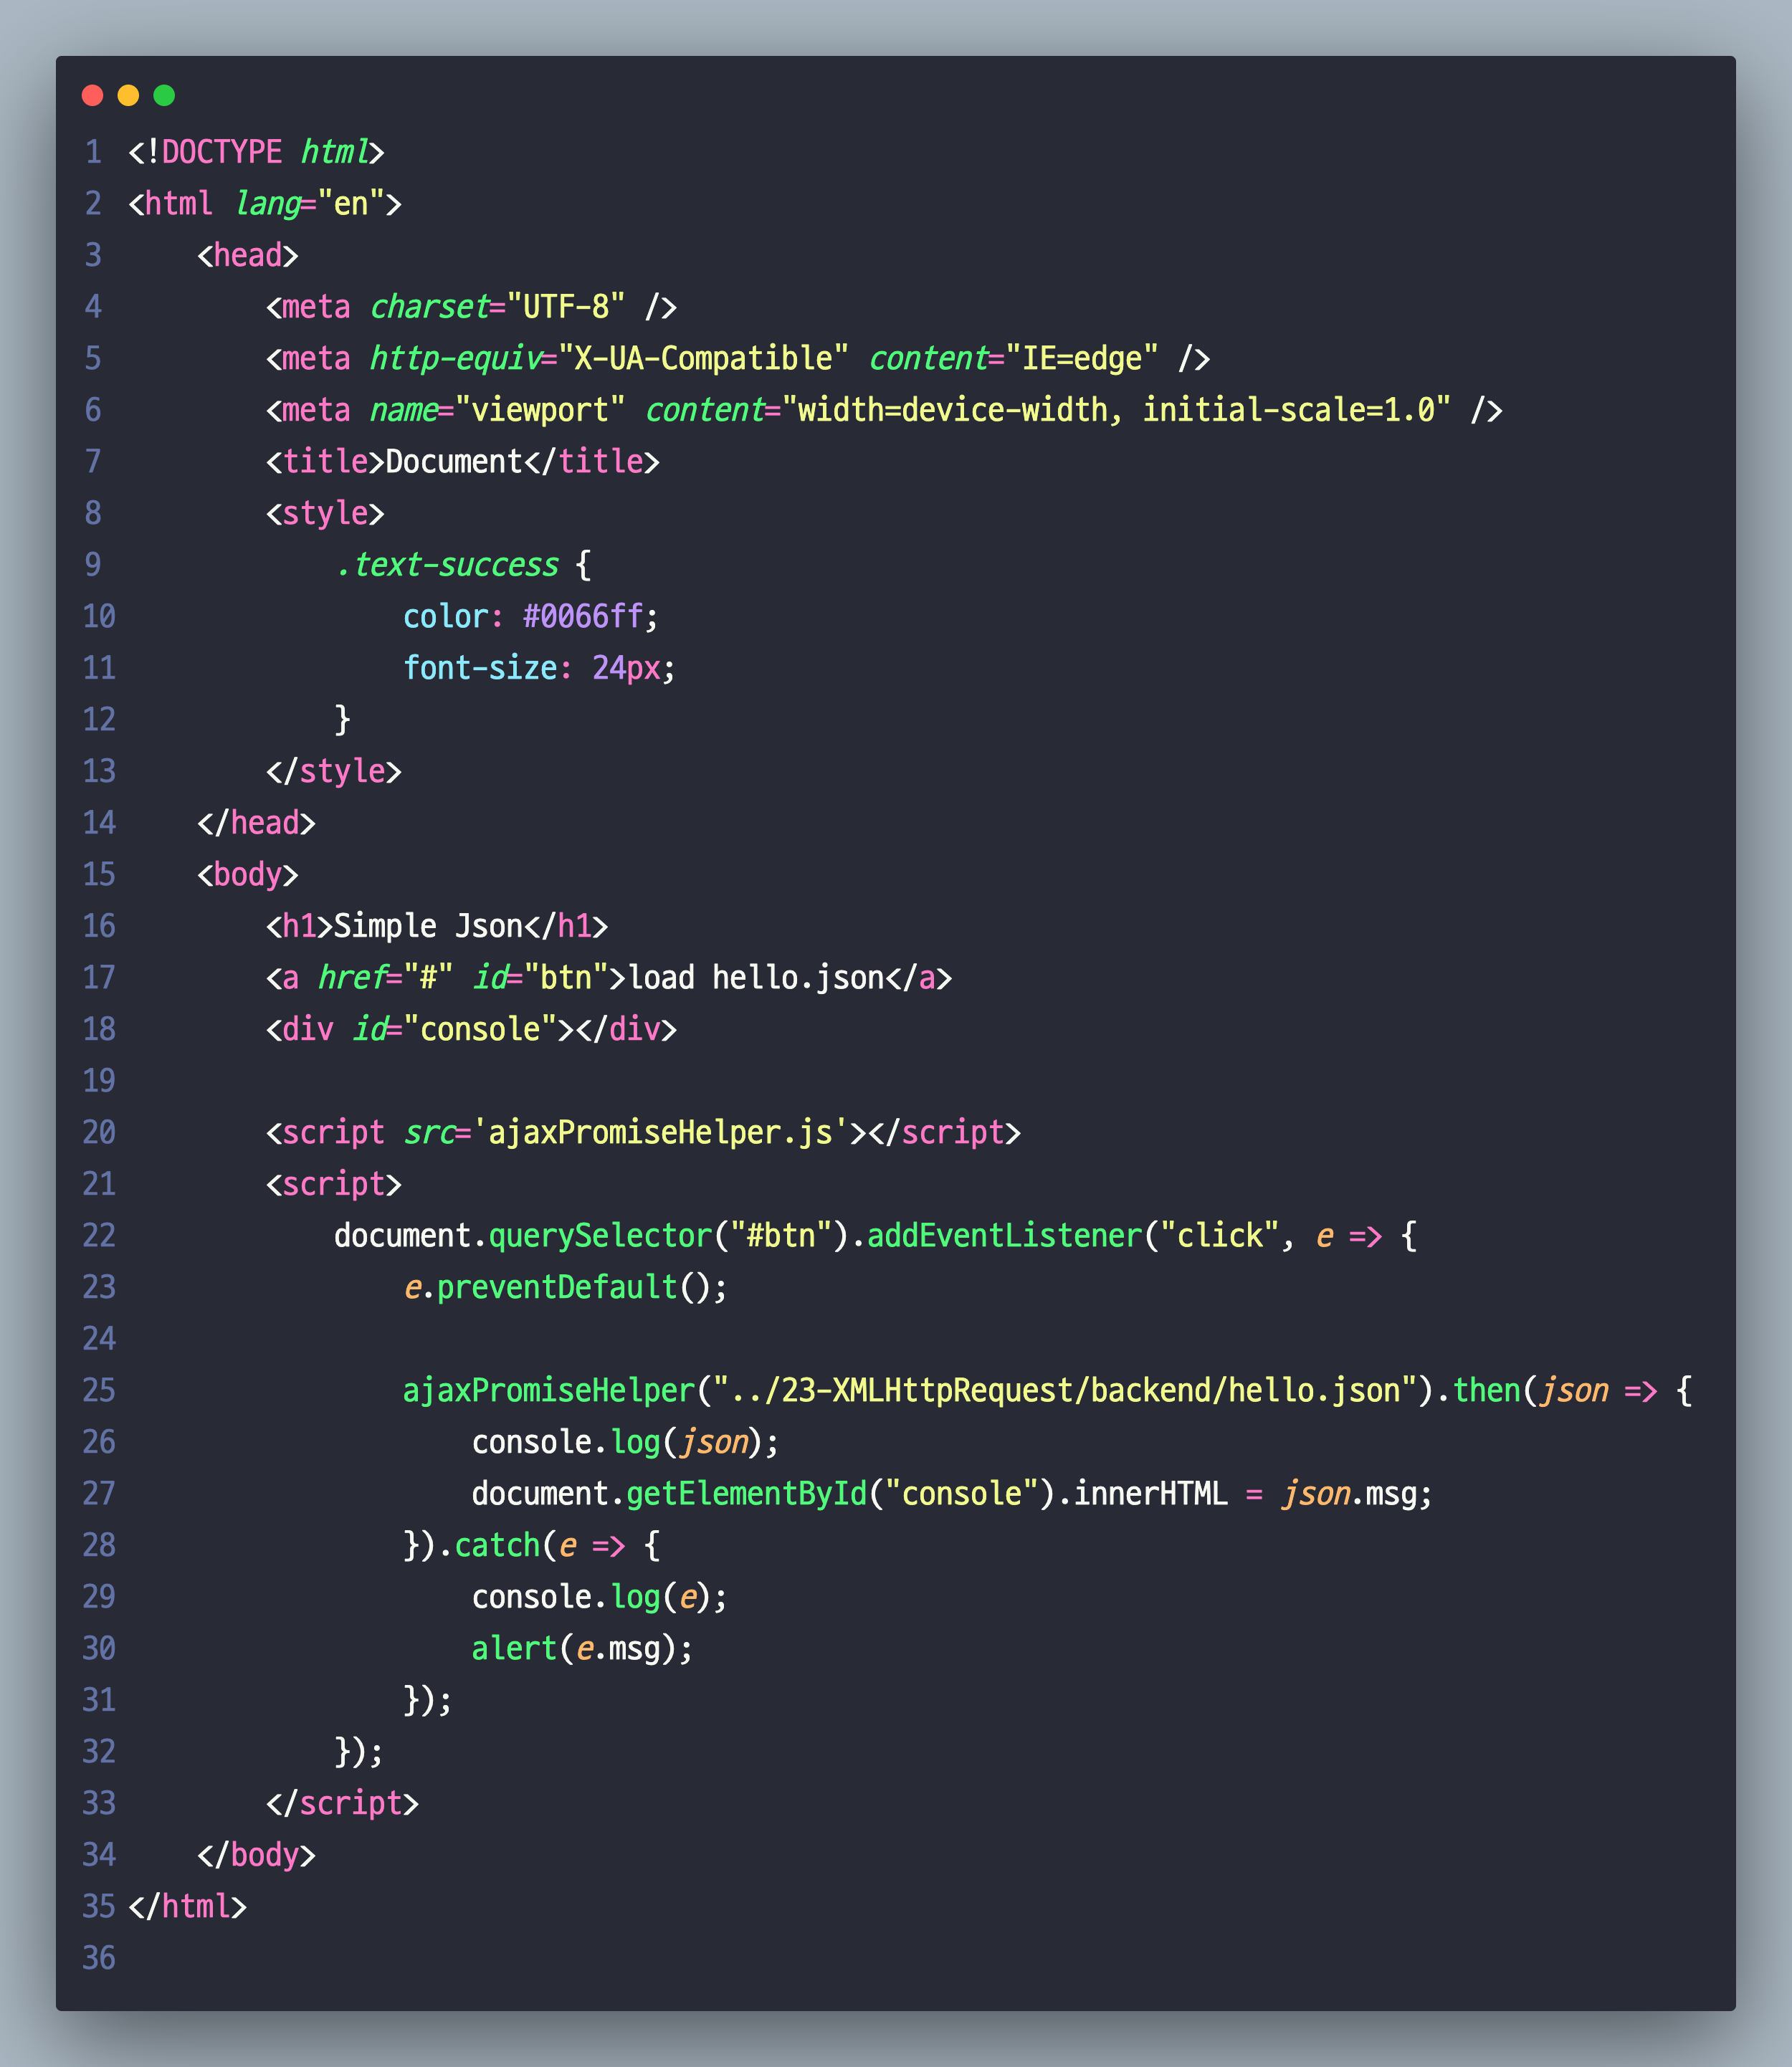 1 <!DOCTYPE html>
2 <html lang="en">
3     <head>
4         <meta charset="UTF-8" />
5         <meta http-equiv="X-UA-Compatible" content="IE=edge" />
6         <meta name="viewport" content="width=device-width, initial-scale=1.0" />
7         <title>Document</title>
8         <style>
9             .text-success {
10                 color: #0066ff;
11                 font-size: 24px;
12             }
13         </style>
14     </head>
15     <body>
16         <h1>Simple Json</h1>
17         <a href="#" id="btn">load hello.json</a>
18         <div id="console"></div>
19
20         <script src='ajaxPromiseHelper.js'></script>
21         <script>
22             document.querySelector("#btn").addEventListener("click", e => {
23                 e.preventDefault();
24
25                 ajaxPromiseHelper("../23-XMLHttpRequest/backend/hello.json").then(json => {
26                     console.log(json);
27                     document.getElementById("console").innerHTML = json.msg;
28                 }).catch(e => {
29                     console.log(e);
30                     alert(e.msg);
31                 });
32             });
33         </script>
34     </body>
35 </html>
36